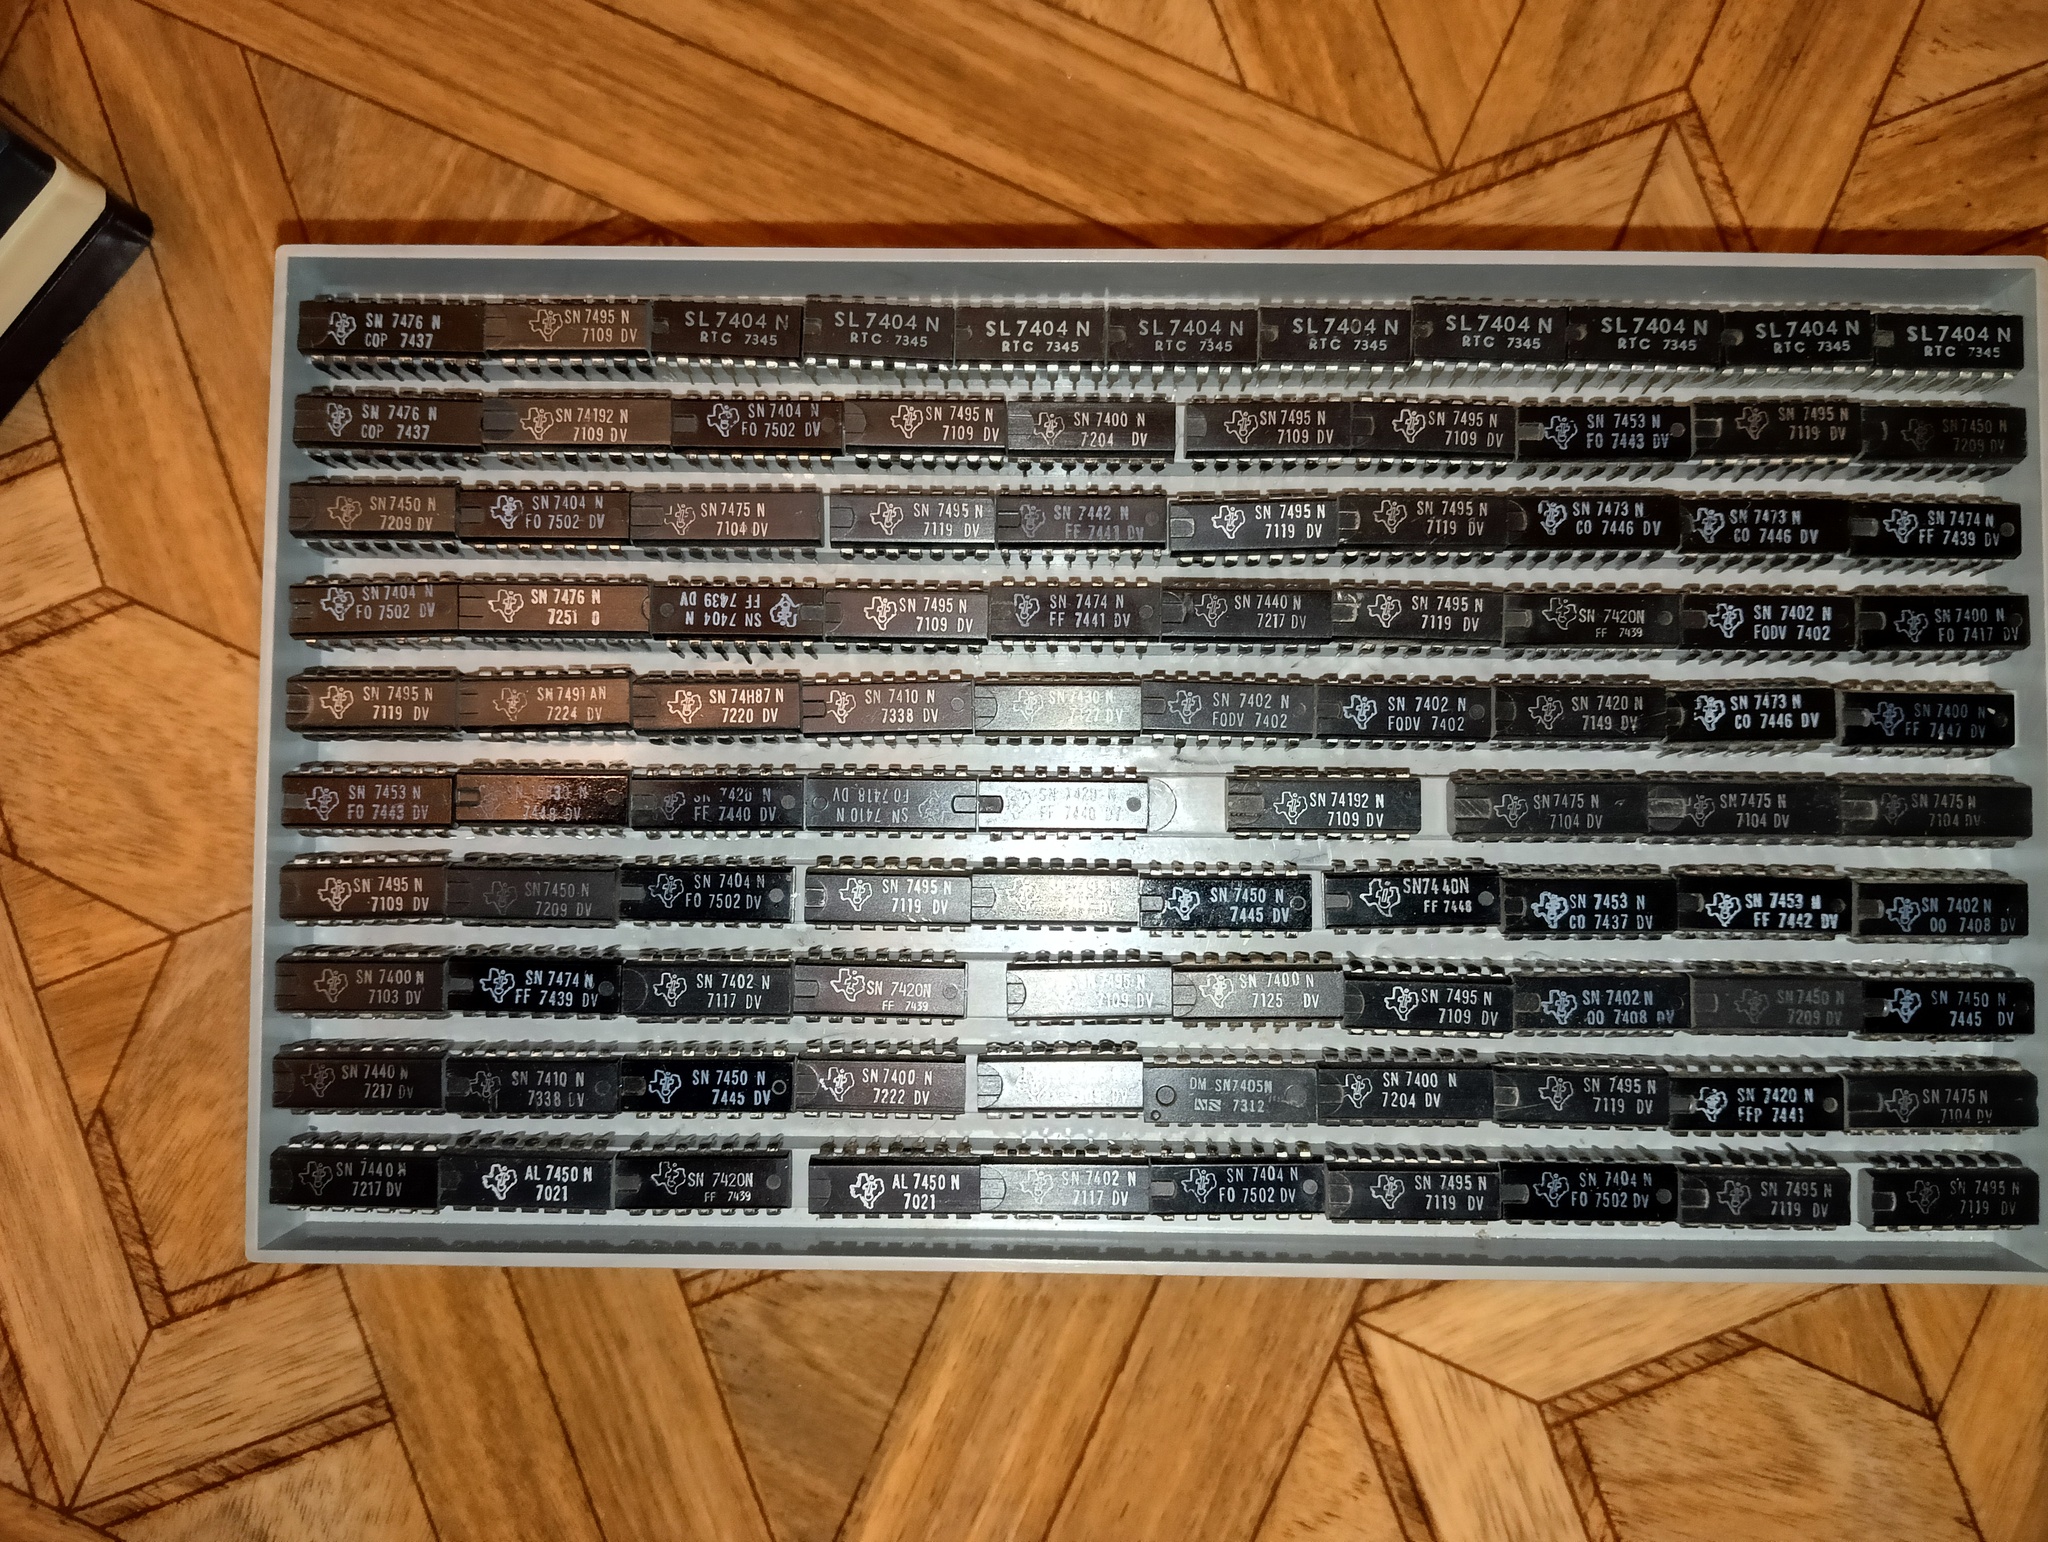 SN 7476 N
COP 7437
SN 7495 N
7109 DV
SL 7404 N
RTC 7345
SL 7404 N
RTC 7345
SL 7404 N
RTC 7345
SL 7404 N
RTC 7345
SL 7404 N
RTC 7345
SL 7404 N
RTC 7345
SL 7404 N
RTC 7345
SL 7404 N
RTC 7345
SL 7404 N
RTC 7345
SN 7476 N
COP 7437
SN 74192 N
7109 DV
SN 7404 N
FO 7502 DV
SN 7495 N
7109 DV
SN 7400 N
7204 DV
SN 7495 N
7109 DV
SN 7495 N
7109 DV
SN 7453 N
FO 7443 DV
SN 7495 N
7119 DV
SN 7450 N
7209 DV
SN 7450 N
7209 DV
SN 7404 N
FO 7502 DV
SN 7475 N
7104 DV
SN 7495 N
7119 DV
SN 7442 N
FF 7441 DV
SN 7495 N
7119 DV
SN 7495 N
7119 DV
SN 7473 N
CO 7446 DV
SN 7473 N
CO 7446 DV
SN 7474 N
FF 7439 DV
SN 7404 N
FO 7502 DV
SN 7476 N
7251 0
SN 7404 N
FF 7439 DV
SN 7495 N
7109 DV
SN 7474 N
FF 7441 DV
SN 7440 N
7217 DV
SN 7495 N
7119 DV
SN 7420N
FF 7439
SN 7402 N
FODV 7402
SN 7400 N
FO 7417 DV
SN 7495 N
7119 DV
SN 7491 AN
7224 DV
SN 74H87 N
7220 DV
SN 7410 N
7338 DV
SN 7430 N
DV
SN 7402 N
FODV 7402
SN 7402 N
FODV 7402
SN 7420 N
7149 DV
SN 7473 N
CO 7446 DV
SN 7400 N
FF 7447 DV
SN 7453 N
FO 7443 DV
SN
DV
SN 7420 N
FF 7440 DV
SN 7410 N
FO 7418 DV
SN 7420 N
FF 7440 DV
SN 74192 N
7109 DV
SN 7475 N
7104 DV
SN 7475 N
7104 DV
SN 7475 N
7104 DV
SN 7495 N
7109 DV
SN 7450 N
7209 DV
SN 7404 N
FO 7502 DV
SN 7495 N
7119 DV
SN 7495 N
DV
SN 7450 N
7445 DV
SN7440N
FF 7448
SN 7453 N
CO 7437 DV
SN 7453 N
FF 7442 DV
SN 7402 N
00 7408 DV
SN 7400 N
7103 DV
SN 7474 N
FF 7439 DV
SN 7402 N
7117 DV
SN 7420N
FF 7439
SN 7495 N
7109 DV
SN 7400 N
7125 DV
SN 7495 N
7109 DV
SN 7402 N
00 7408 DV
SN 7450 N
7209 DV
SN 7450 N
7445 DV
SN 7440 N
7217 DV
SN 7410 N
7338 DV
SN 7450 N
7445 DV
SN 7400 N
7222 DV
DM SN7405N
7312
SN 7400 N
7204 DV
SN 7495 N
7119 DV
SN 7420 N
FFP 7441
SN 7475 N
7104 DV
SN 7440 N
7217 DV
AL 7450 N
7021
SN 7420N
FF 7439
AL 7450 N
7021
SN 7402 N
7117 DV
SN 7404 N
FO 7502 DV
SN 7495 N
7119 DV
SN 7404 N
FO 7502 DV
SN 7495 N
7119 DV
SN 7495 N
7119 DV